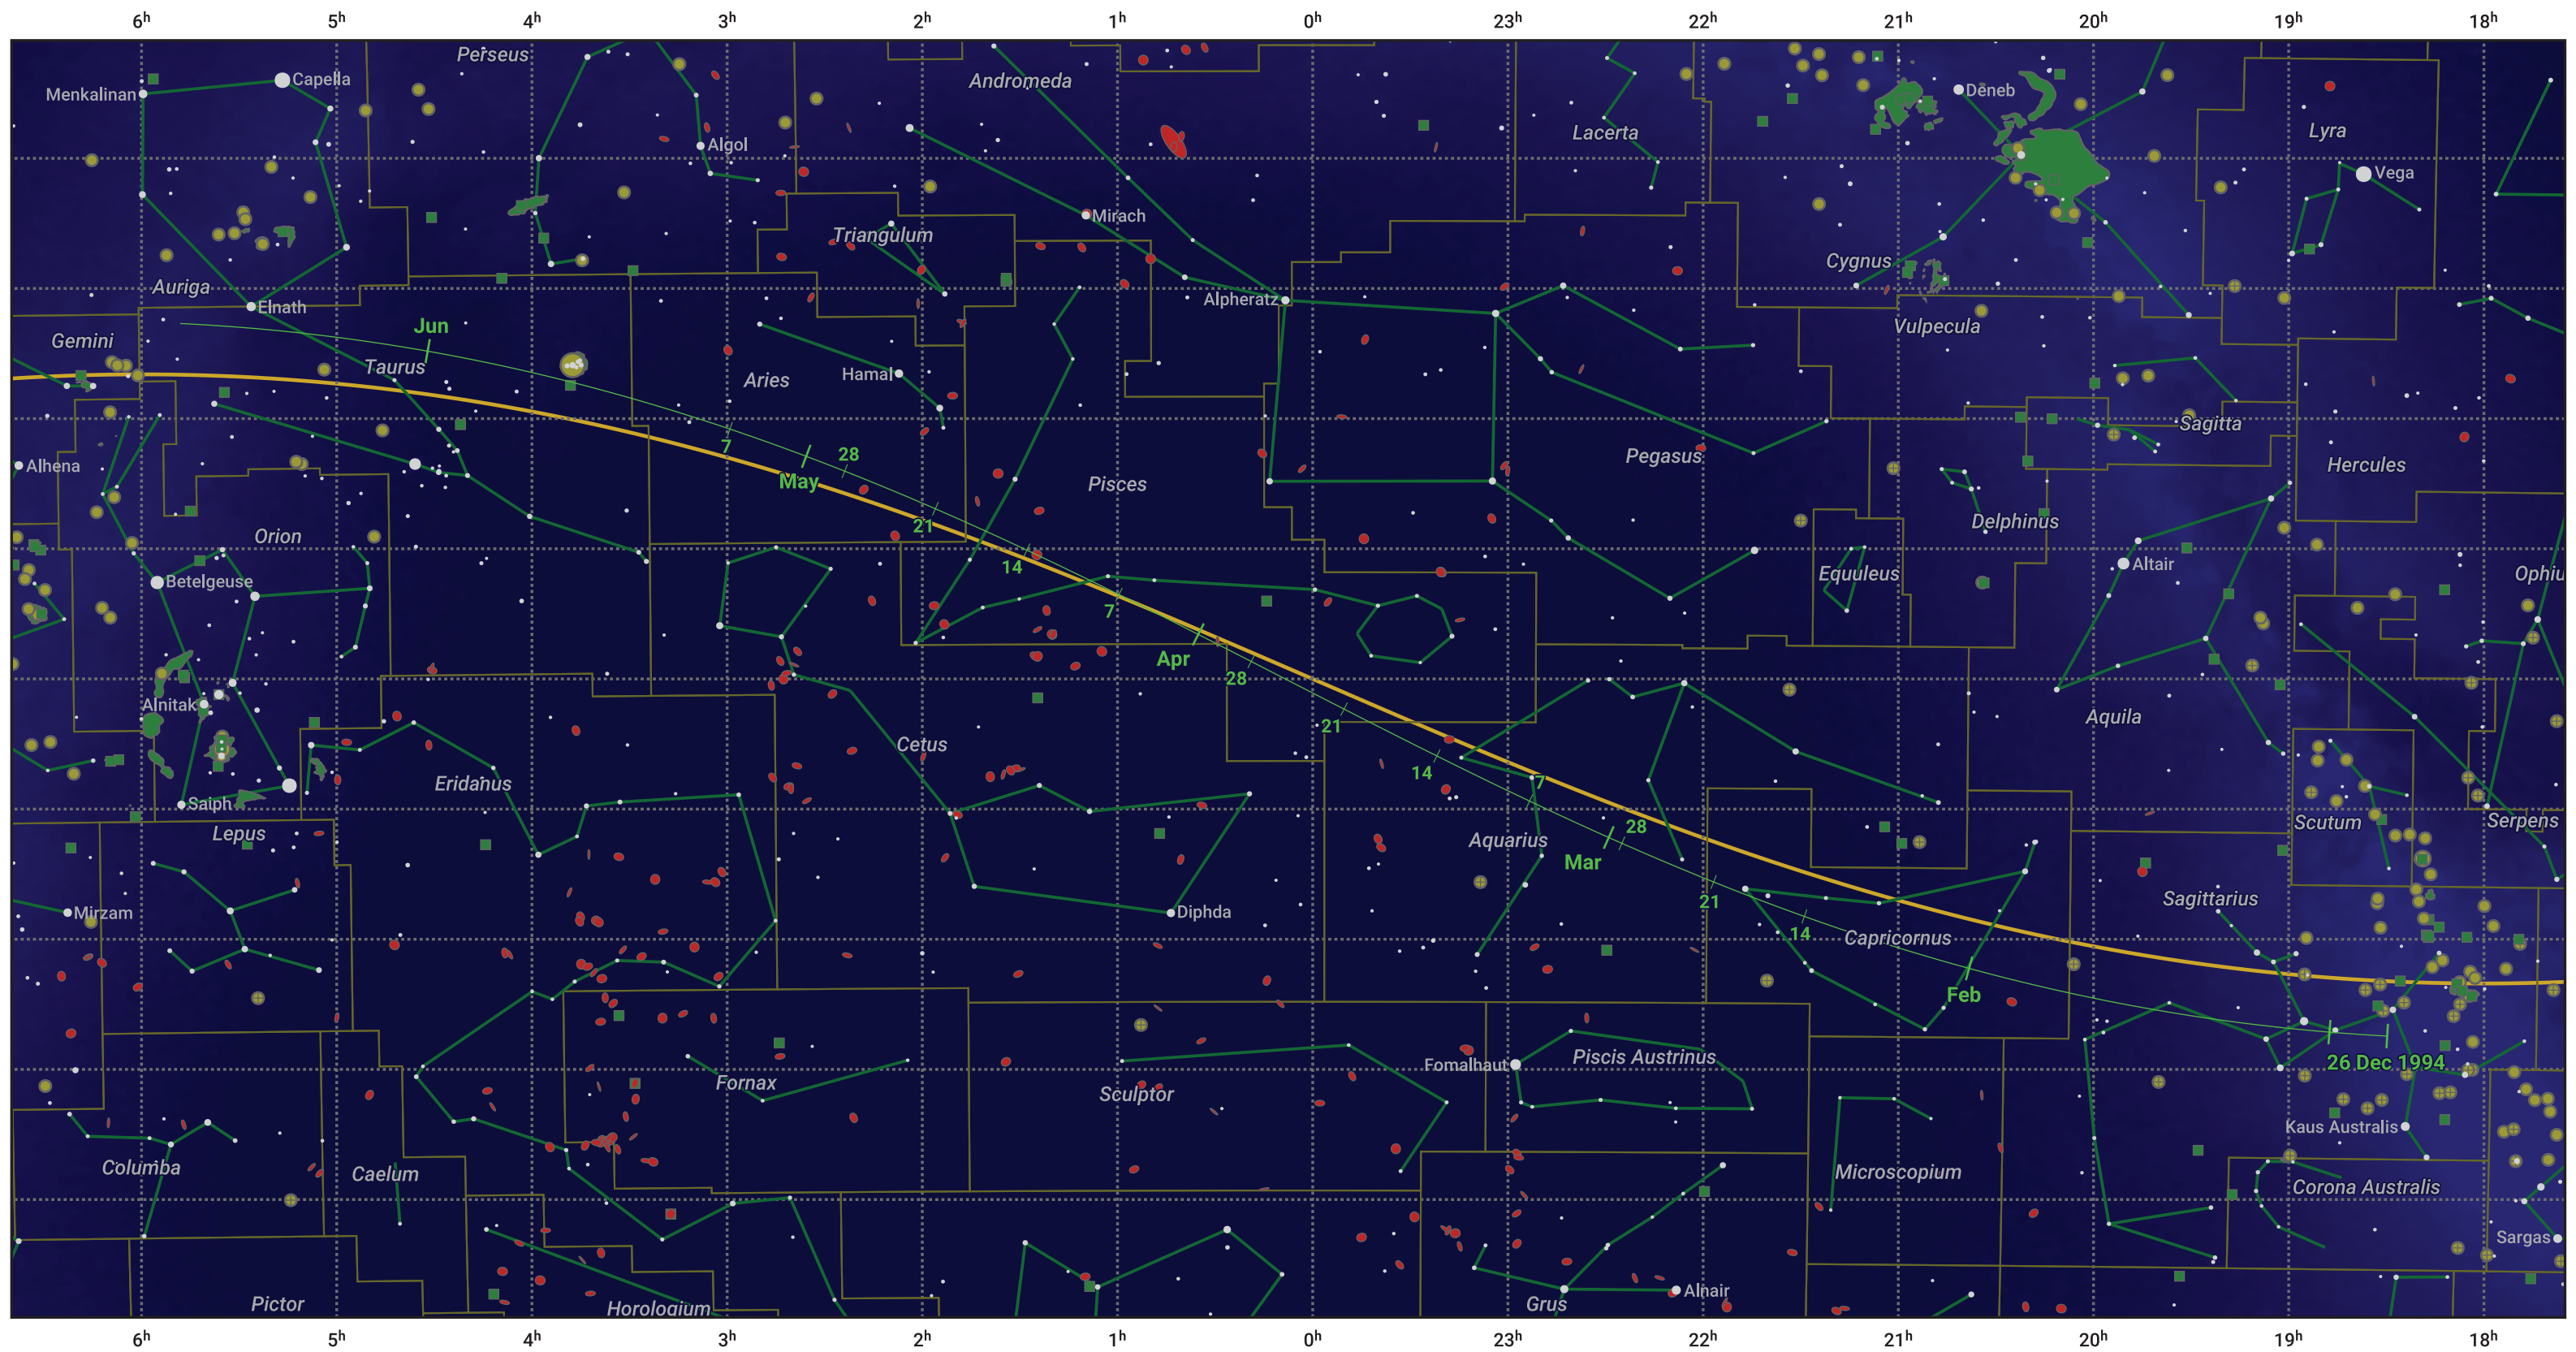 6h 5h 4h 3h 2h 1h 0h 23h 22h 21h 20h 19h 18h
Perseus
Capella
Andromeda
Menkalinan
Deneb
Lacerta
Lyra
Algol
Vega
Mirach
Triangulum
Cygnus
Auriga
Alpheratz
Elnath
Jun
Vulpecula
Gemini
Taurus
Hamal
Aries
Sagitta
7
28
Pegasus
Hercules
Alhena
May
Pisces
21
Delphinus
Orion
14
Altair
Equuleus
Ophiu
Betelgeuse
7
Apr
28
Alnitak
Aquila
21
Cetus
14
Eridanus
7
Saiph
28
Scutum
Serpens
Lepus
Aquarius
Mar
21
Sagittarius
Mirzam
Diphda
14
Capricornus
Feb
Piscis Austrinus
26 Dec 1994
Fomalhaut
Fornax
Sculptor
Kaus Australis
Columba
Caelum
Microscopium
Corona Australis
Sargas
Alnair
Pictor
Horologium
Grus
6h 5h 4h 3h 2h 1h 0h 23h 22h 21h 20h 19h 18h